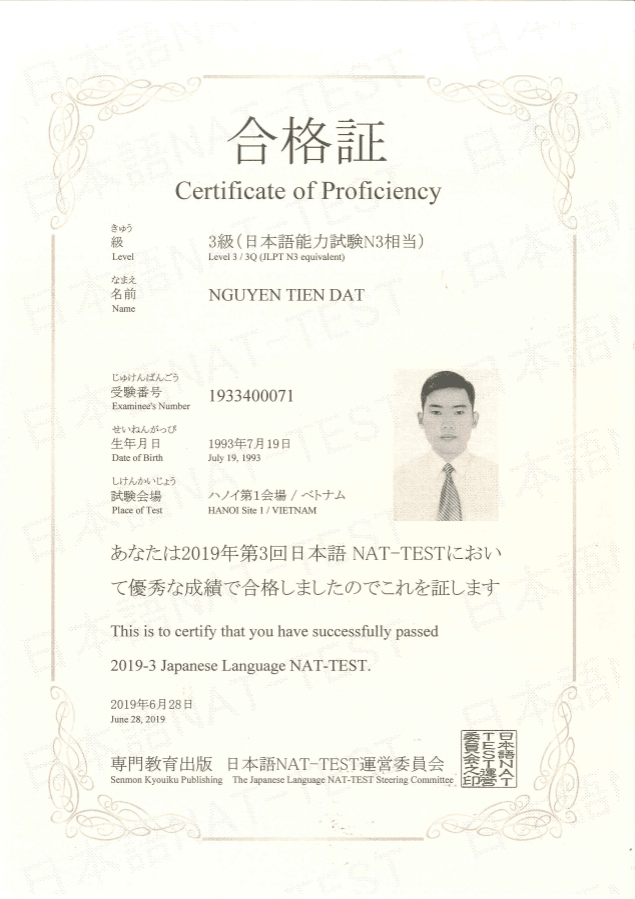 合格証
Certificate of Proficiency
きゅう
級
3級(日本語能力試験N3相当)
Level
Level 3 / 3Q (JLPT N3 equivalent)
なまえ
名前
NGUYEN TIEN DAT
Name
じゅけんばんごう
受験番号
1933400071
Examinee's Number
せいねんがっぴ
生年月日
1993年7月19日
Date of Birth
July 19, 1993
しけんかいじょう
試験会場
ハノイ第1会場 / ベトナム
Place of Test
HANOI Site 1 / VIETNAM
あなたは2019年第3回日本語 NAT-TESTにおい
て優秀な成績で合格しましたのでこれを証します
This is to certify that you have successfully passed
2019-3 Japanese Language NAT-TEST.
2019年6月28日
June 28, 2019
専門教育出版 日本語NAT-TEST運営委員会
Senmon Kyouiku Publishing The Japanese Language NAT-TEST Steering Committee
日本語NAT
TEST運営
委員会之印